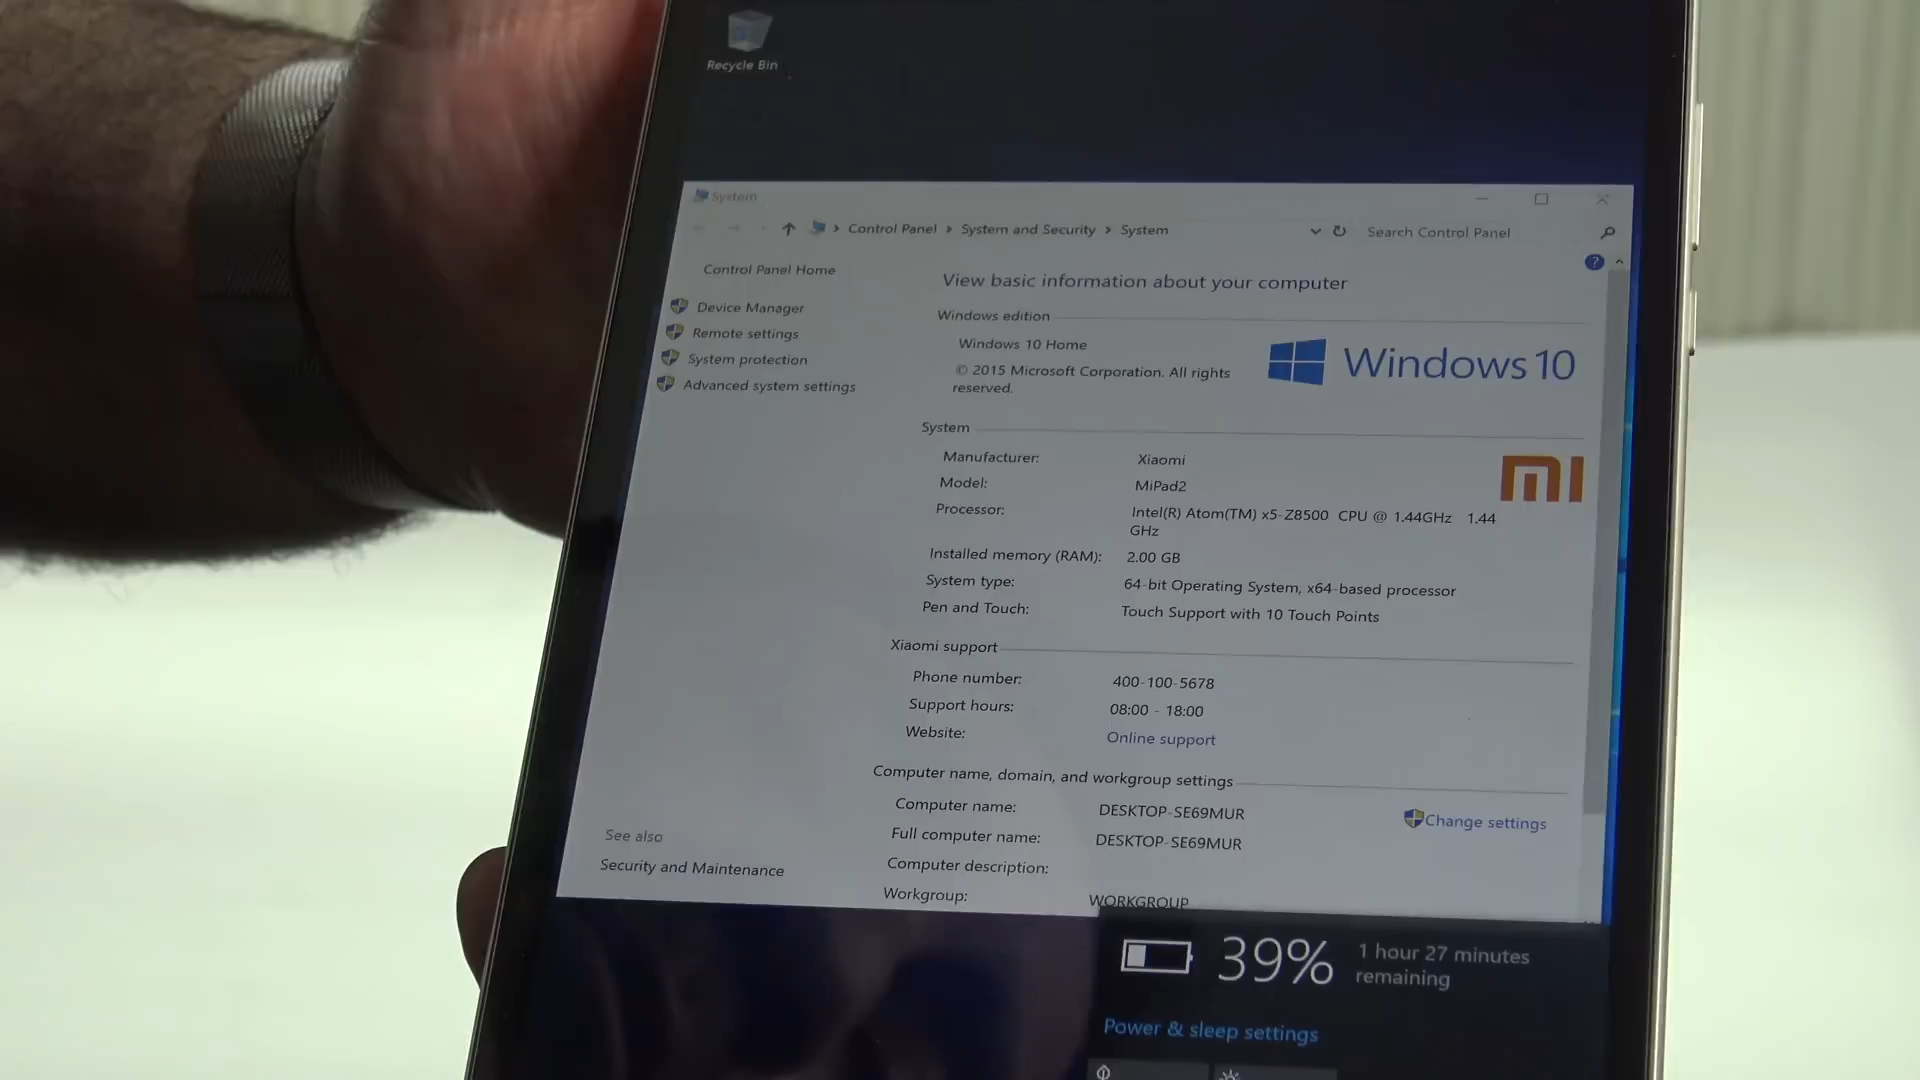 Recycle Bin
System
Control Panel > System and Security > System
Search Control Panel
Control Panel Home
Device Manager
Remote settings
System protection
Advanced system settings
See also
Security and Maintenance
View basic information about your computer
Windows edition
Windows 10 Home
© 2015 Microsoft Corporation. All rights
reserved.
Windows 10
System
Manufacturer: Xiaomi
Model: MiPad2
Processor: Intel(R) Atom(TM) x5-Z8500 CPU @ 1.44GHz 1.44
GHz
Installed memory (RAM): 2.00 GB
System type: 64-bit Operating System, x64-based processor
Pen and Touch: Touch Support with 10 Touch Points
MI
Xiaomi support
Phone number: 400-100-5678
Support hours: 08:00 - 18:00
Website: Online support
Computer name, domain, and workgroup settings
Computer name: DESKTOP-SE69MUR
Change settings
Full computer name: DESKTOP-SE69MUR
Computer description:
Workgroup: WORKGROUP
39% 1 hour 27 minutes
remaining
Power & sleep settings